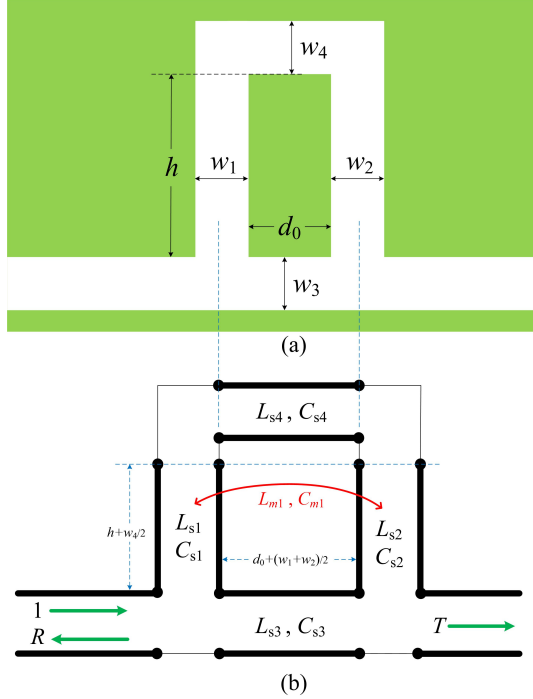 w₄
h
w₁
w₂
d₀
w₃
(a)
Lₛ₄ , Cₛ₄
Lₘ₁ , Cₘ₁
h+w₄/2
Lₛ₁
Cₛ₁
Lₛ₂
Cₛ₂
d₀+(w₁+w₂)/2
1
R
Lₛ₃ , Cₛ₃
T
(b)